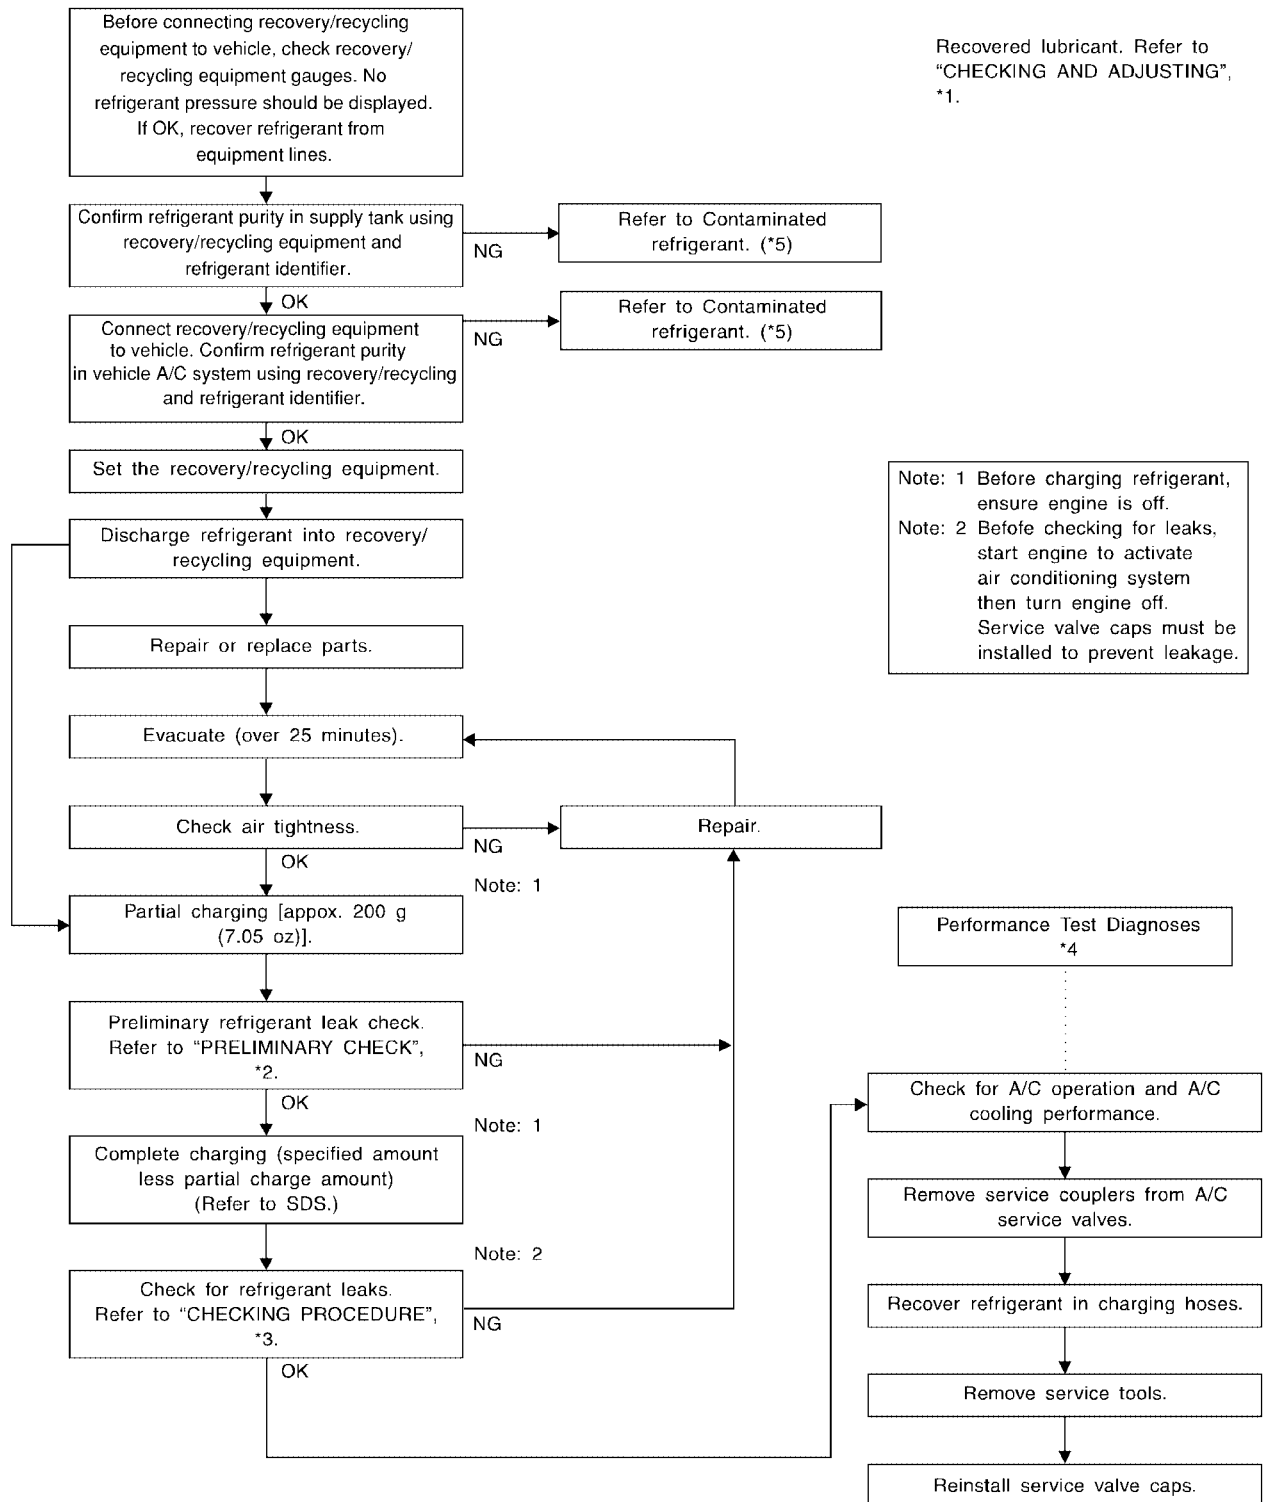 Before connecting recovery/recycling
equipment to vehicle, check recovery/
recycling equipment gauges. No
refrigerant pressure should be displayed.
If OK, recover refrigerant from
equipment lines.
Recovered lubricant. Refer to
“CHECKING AND ADJUSTING”,
*1.
Confirm refrigerant purity in supply tank using
recovery/recycling equipment and
refrigerant identifier.
NG
Refer to Contaminated
refrigerant. (*5)
OK
Connect recovery/recycling equipment
to vehicle. Confirm refrigerant purity
in vehicle A/C system using recovery/recycling
and refrigerant identifier.
NG
Refer to Contaminated
refrigerant. (*5)
OK
Set the recovery/recycling equipment.
Note: 1 Before charging refrigerant,
ensure engine is off.
Note: 2 Befofe checking for leaks,
start engine to activate
air conditioning system
then turn engine off.
Service valve caps must be
installed to prevent leakage.
Discharge refrigerant into recovery/
recycling equipment.
Repair or replace parts.
Evacuate (over 25 minutes).
Check air tightness.
NG
Repair.
OK
Note: 1
Partial charging [appox. 200 g
(7.05 oz)].
Preliminary refrigerant leak check.
Refer to “PRELIMINARY CHECK”,
*2.
NG
OK
Note: 1
Complete charging (specified amount
less partial charge amount)
(Refer to SDS.)
Note: 2
Check for refrigerant leaks.
Refer to “CHECKING PROCEDURE”,
*3.
NG
OK
Performance Test Diagnoses
*4
Check for A/C operation and A/C
cooling performance.
Remove service couplers from A/C
service valves.
Recover refrigerant in charging hoses.
Remove service tools.
Reinstall service valve caps.